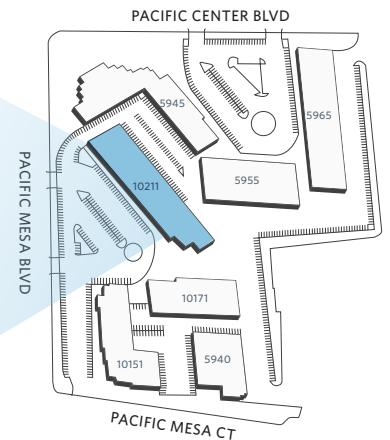 PACIFIC CENTER BLVD
5945
5965
10211
5955
PACIFIC MESA BLVD
10171
10151
5940
PACIFIC MESA CT